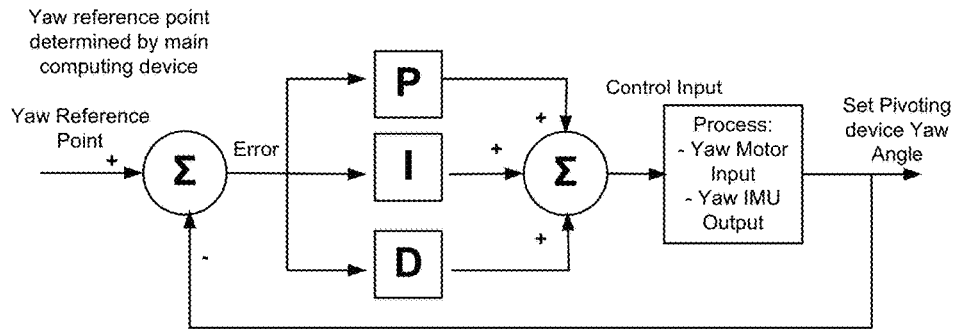 Yaw reference point
determined by main
computing device
Yaw Reference
Point
+
Σ
-
Error
P
I
D
+
+
+
Σ
Control Input
Process:
- Yaw Motor
Input
- Yaw IMU
Output
Set Pivoting
device Yaw
Angle